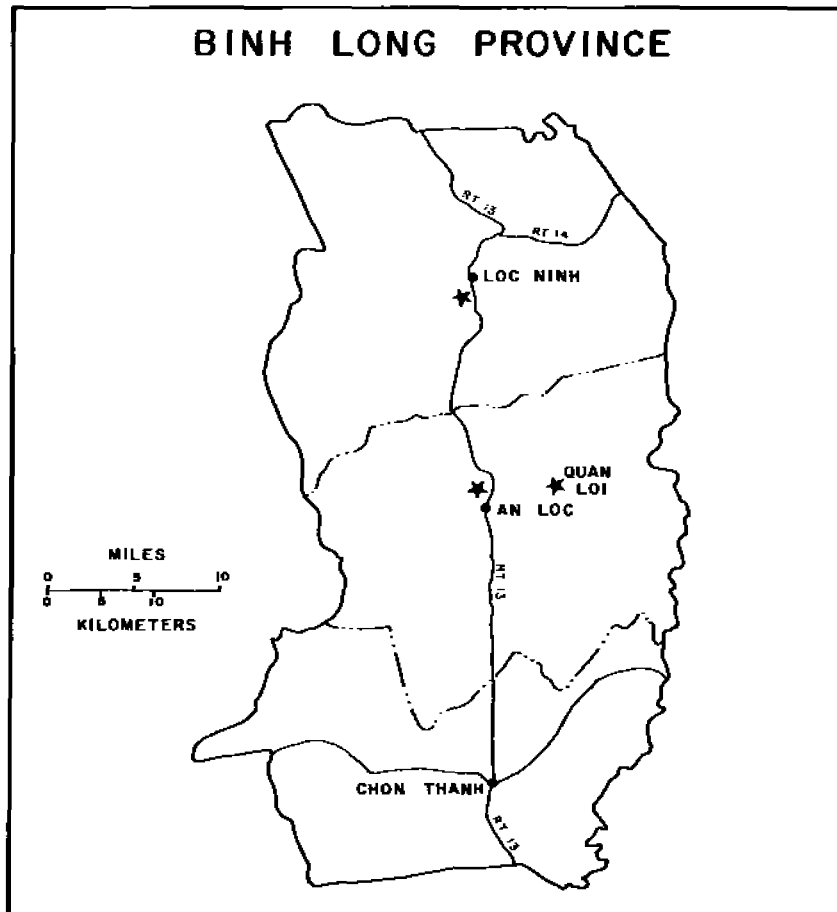 BINH LONG PROVINCE
RT 13
RT 14
LOC NINH
QUAN
LOI
AN LOC
MILES
0 5 10
0 5 10
KILOMETERS
RT 13
CHON THANH
RT 13